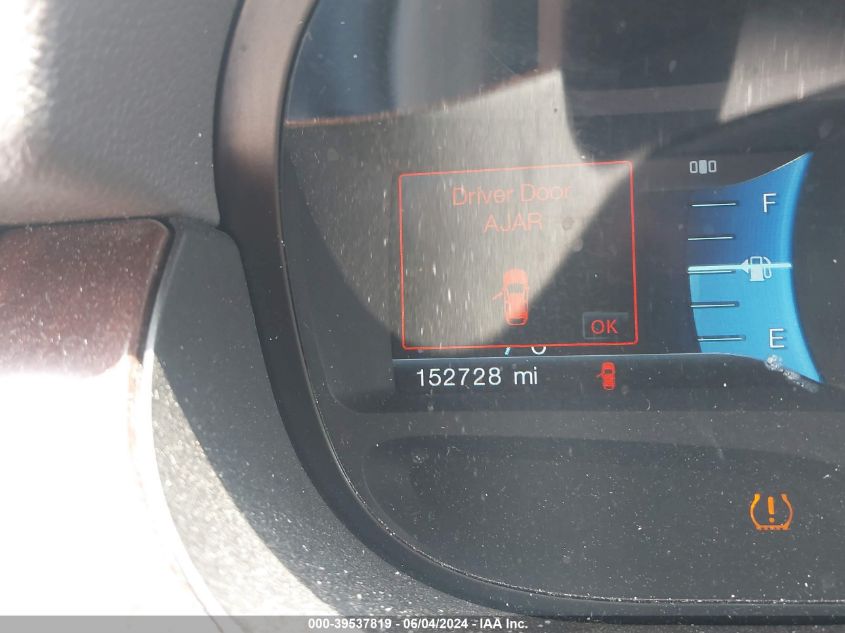 Driver Door
AJAR
OK
F
E
152728 mi
000-39537819 - 06/04/2024 - IAA Inc.